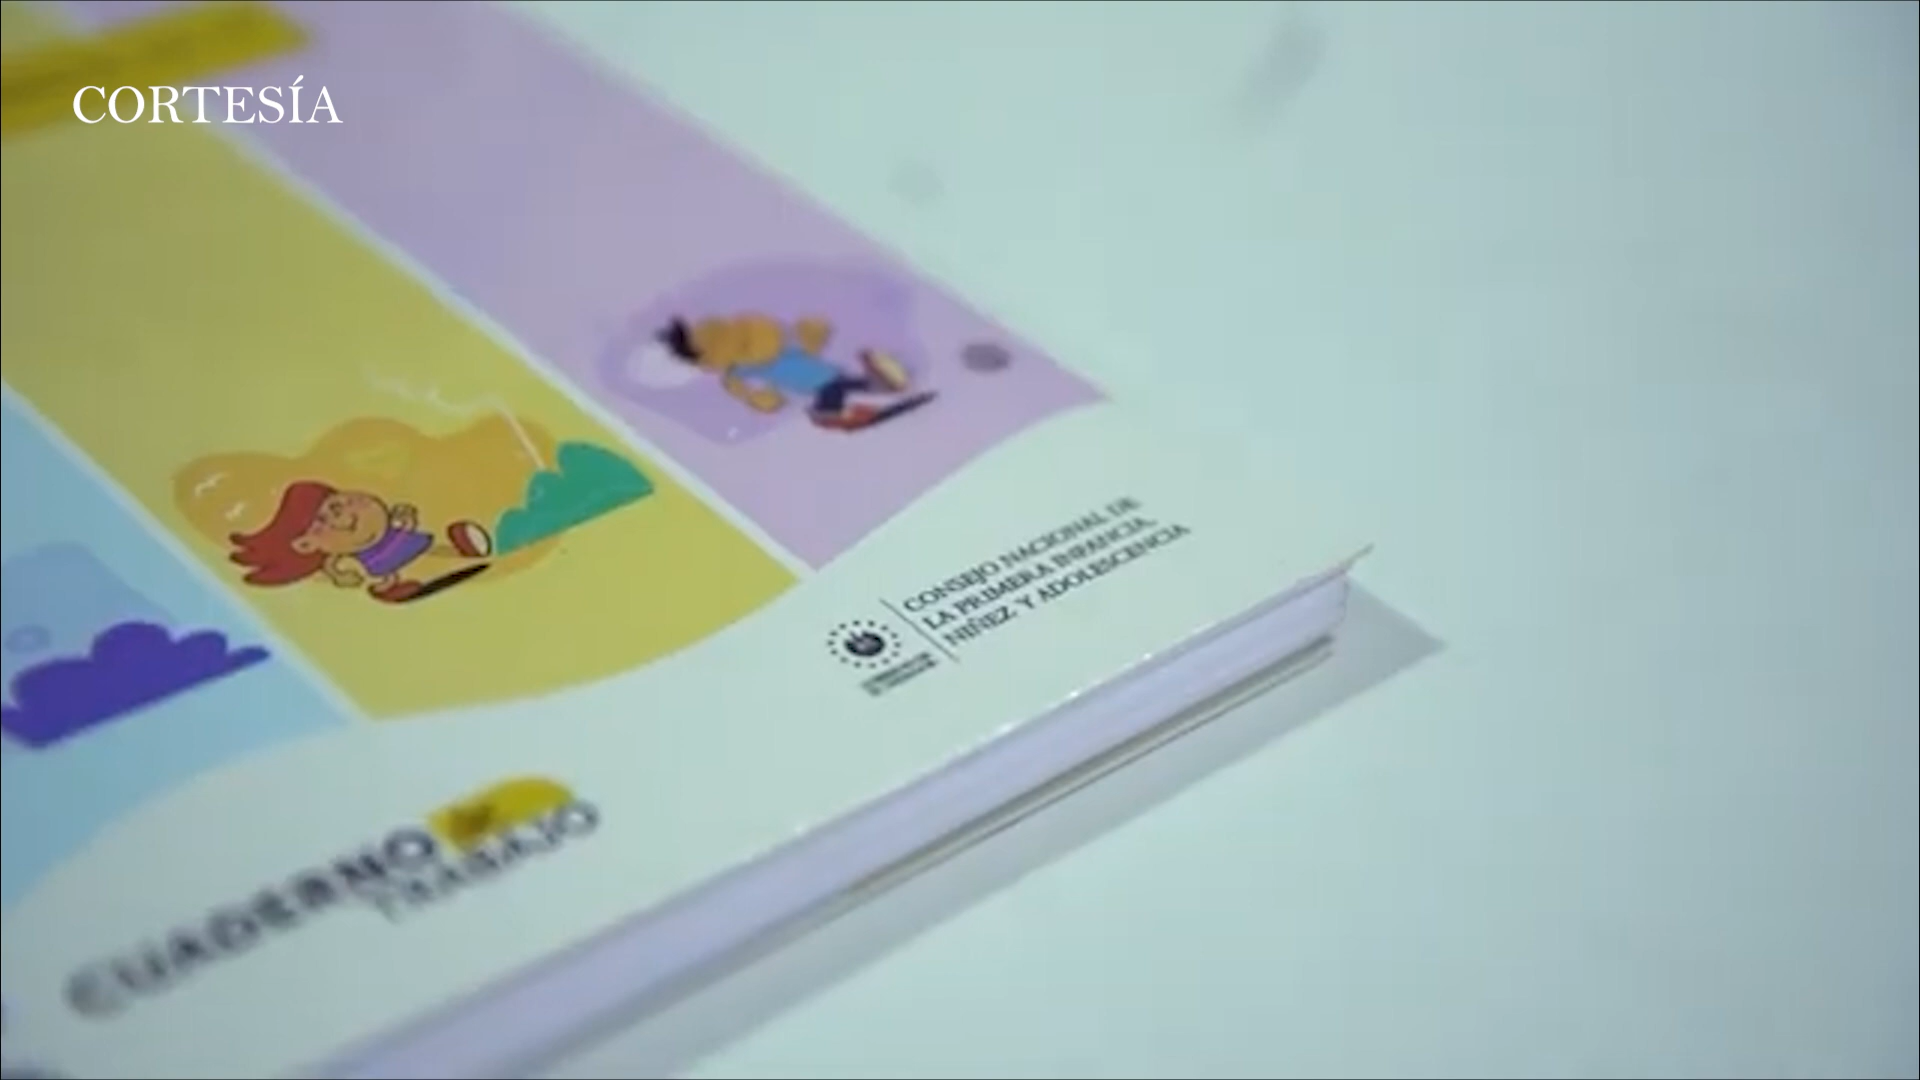 CORTESÍA
CONSEJO NACIONAL DE
LA PRIMERA INFANCIA,
NIÑEZ Y ADOLESCENCIA
CUADERNO
TRABAJO